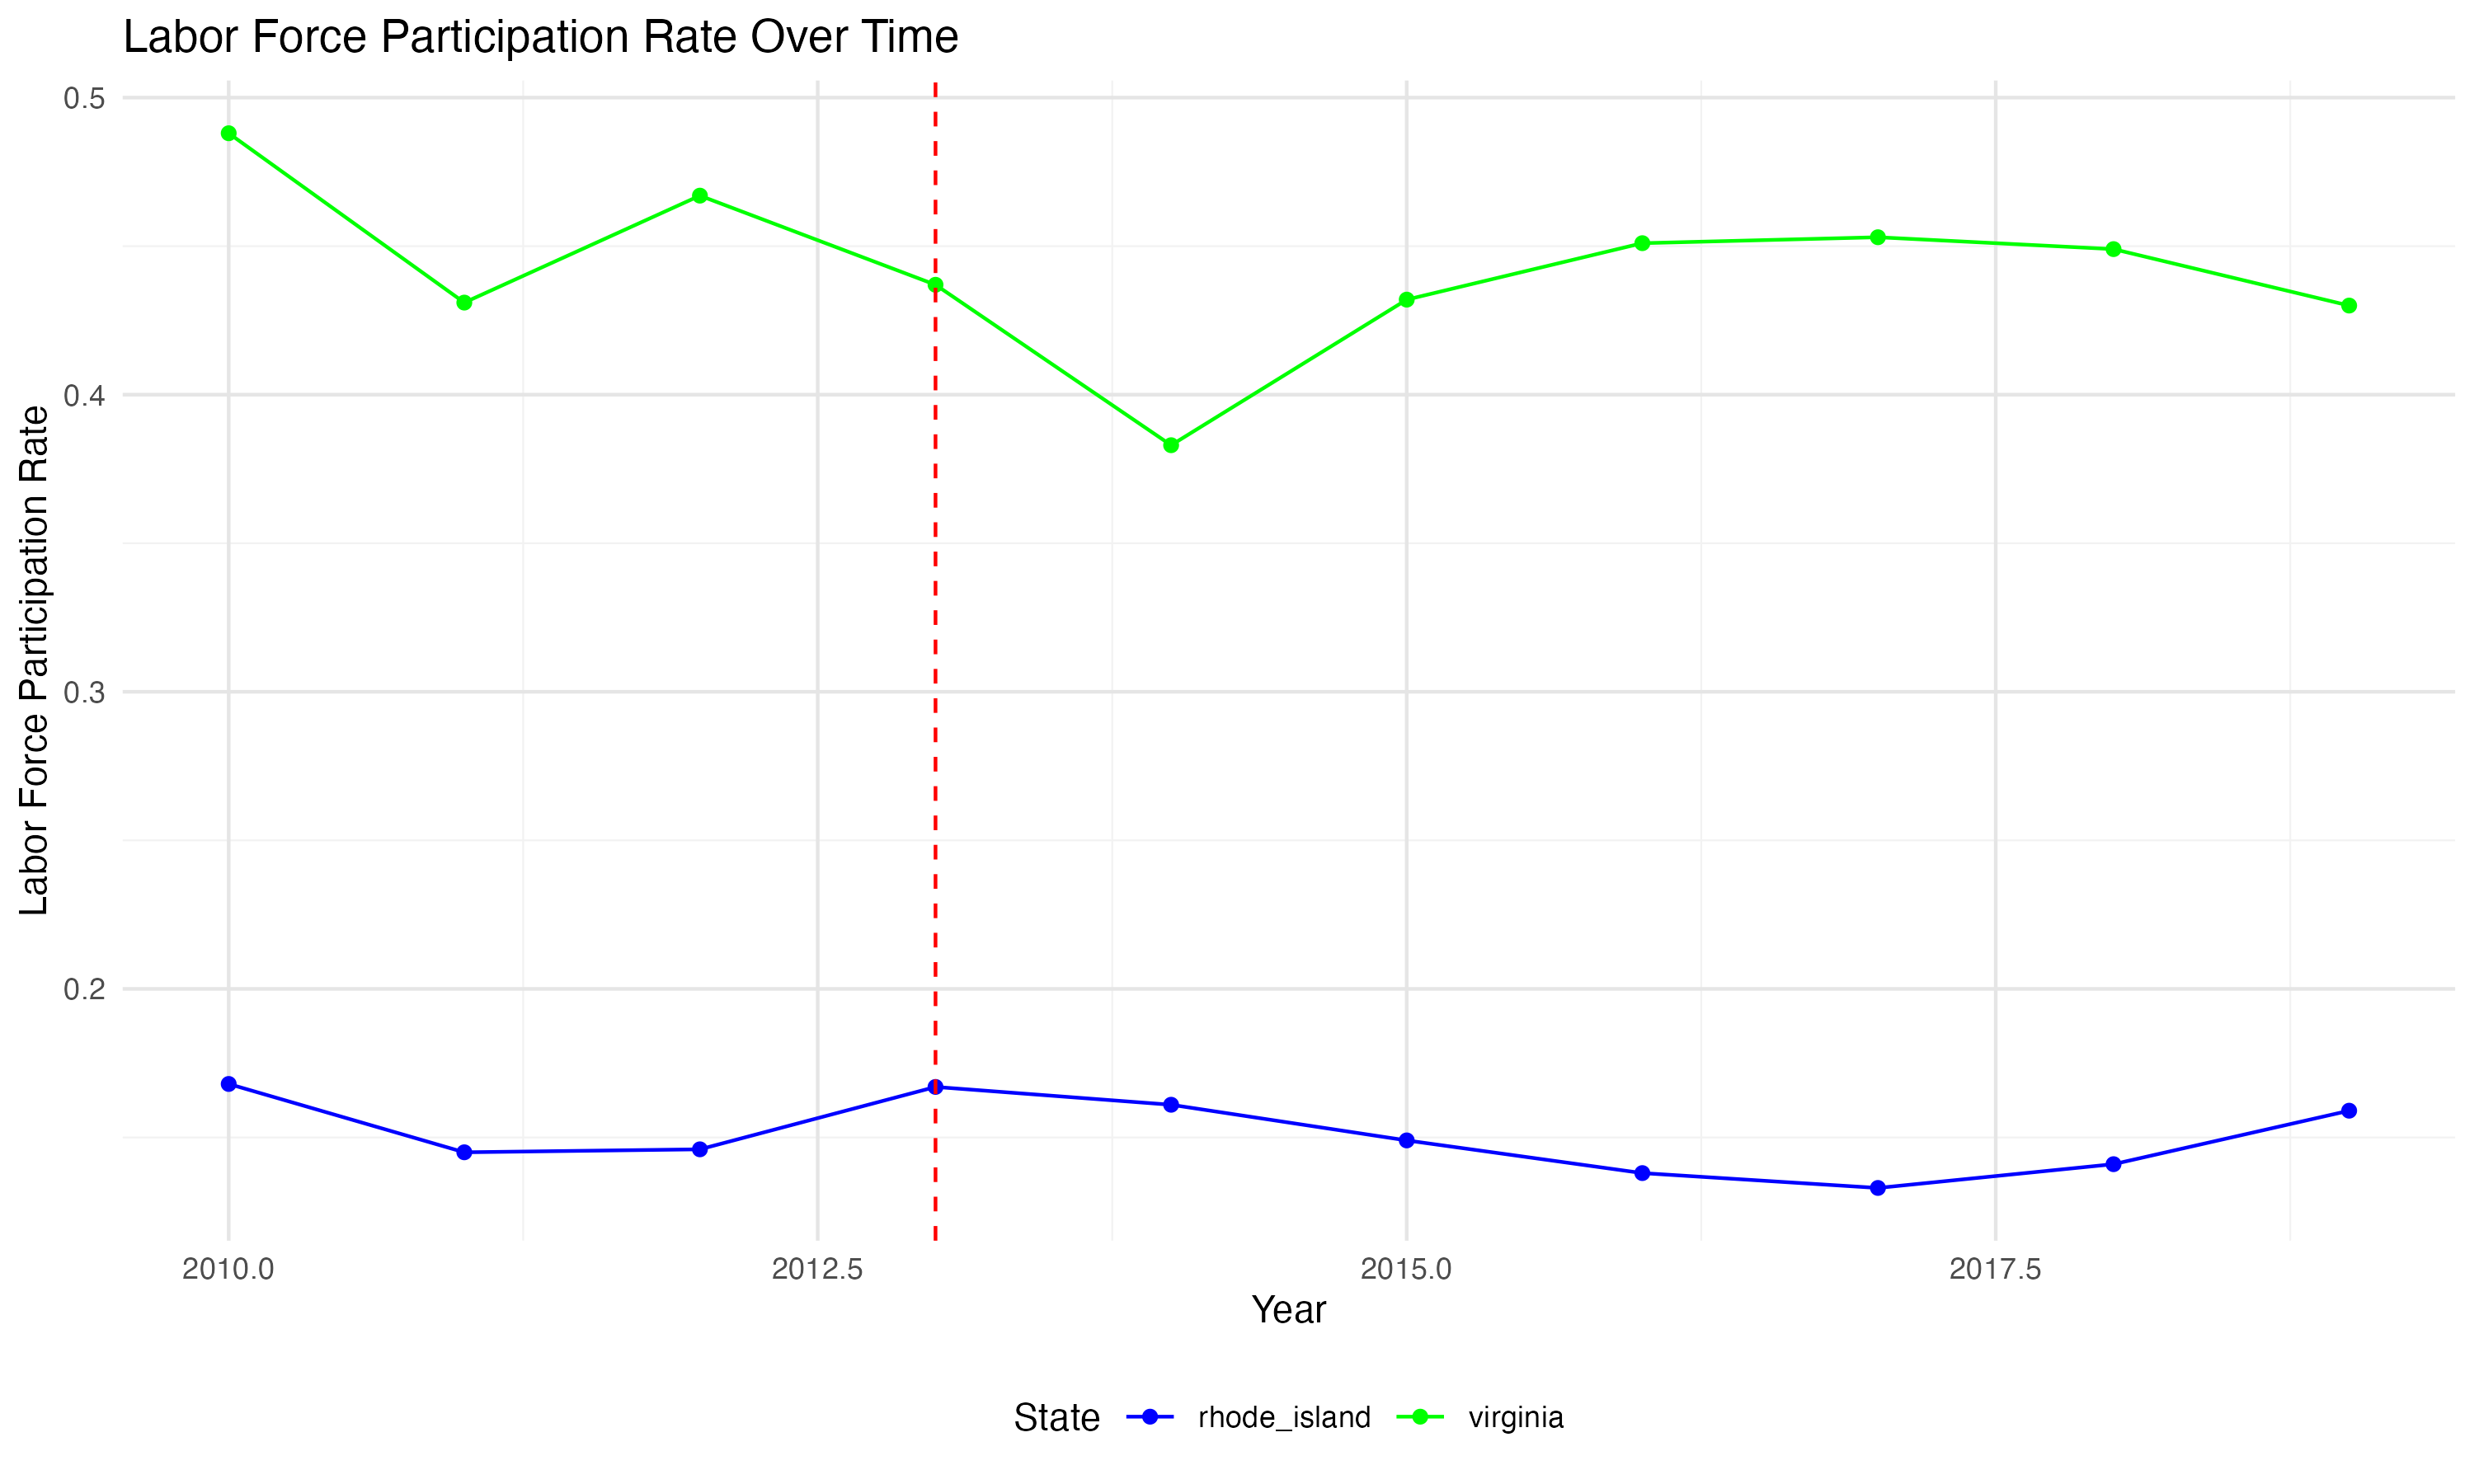 Labor Force Participation Rate Over Time
Labor Force Participation Rate
0.5
0.4
0.3
0.2
2010.0 2012.5 2015.0 2017.5
Year
State rhode_island virginia